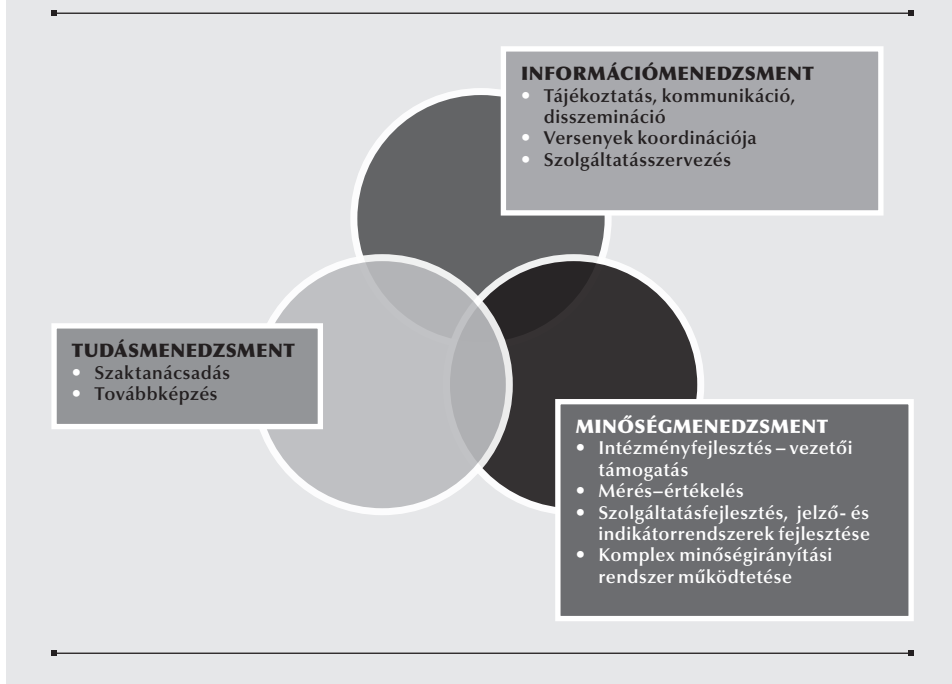 INFORMÁCIÓMENEDZSMENT
• Tájékoztatás, kommunikáció,
disszemináció
• Versenyek koordinációja
• Szolgáltatásszervezés
TUDÁSMENEDZSMENT
• Szaktanácsadás
• Továbbképzés
MINŐSÉGMENEDZSMENT
• Intézményfejlesztés – vezetői
támogatás
• Mérés–értékelés
• Szolgáltatásfejlesztés, jelző- és
indikátorrendszerek fejlesztése
• Komplex minőségirányítási
rendszer működtetése